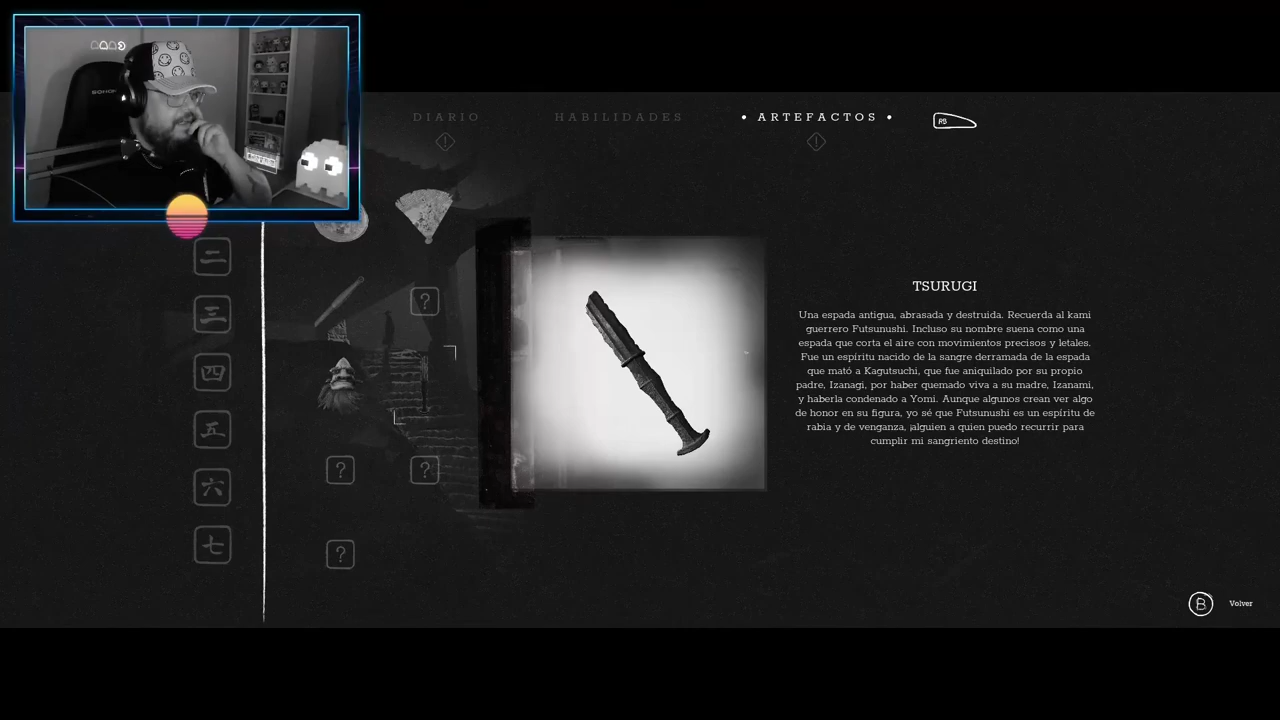 DIARIO
HABILIDADES
• ARTEFACTOS •
RB
!
!
二
三
四
五
六
七
?
?
?
?
TSURUGI
Una espada antigua, abrasada y destruida. Recuerda al kami
guerrero Futsunushi. Incluso su nombre suena como una
espada que corta el aire con movimientos precisos y letales.
Fue un espíritu nacido de la sangre derramada de la espada
que mató a Kagutsuchi, que fue aniquilado por su propio
padre, Izanagi, por haber quemado viva a su madre, Izanami,
y haberla condenado a Yomi. Aunque algunos crean ver algo
de honor en su figura, yo sé que Futsunushi es un espíritu de
rabia y de venganza, ¡alguien a quien puedo recurrir para
cumplir mi sangriento destino!
B
Volver